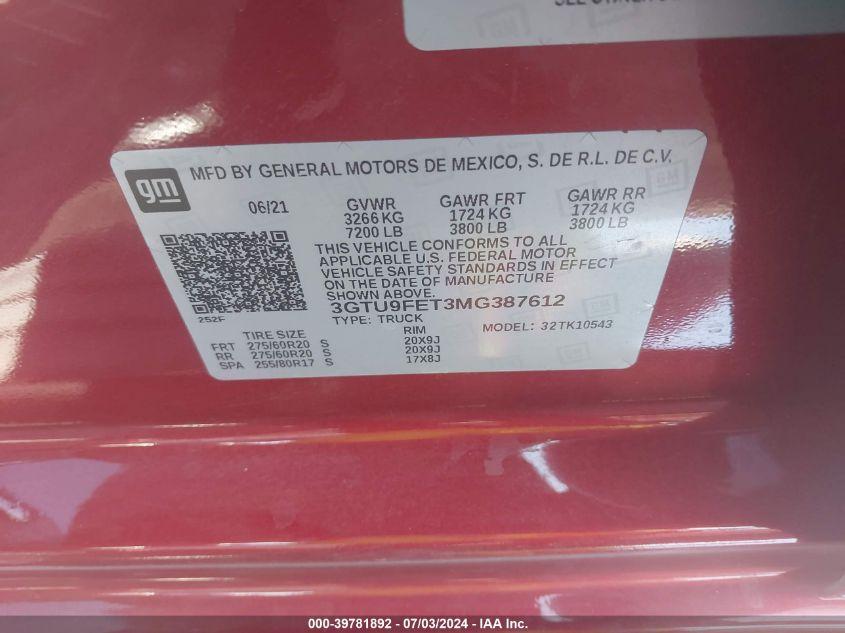 gm
MFD BY GENERAL MOTORS DE MEXICO, S. DE R.L. DE C.V.
06/21 GVWR GAWR FRT GAWR RR
3266 KG 1724 KG 1724 KG
7200 LB 3800 LB 3800 LB
THIS VEHICLE CONFORMS TO ALL
APPLICABLE U.S. FEDERAL MOTOR
VEHICLE SAFETY STANDARDS IN EFFECT
ON THE DATE OF MANUFACTURE
SHOWN ABOVE.
3GTU9FET3MG387612
252F TYPE: TRUCK MODEL: 32TK10543
TIRE SIZE RIM
FRT 275/60R20 S 20X9J
RR 275/60R20 S 20X9J
SPA 255/80R17 S 17X8J
000-39781892 - 07/03/2024 - IAA Inc.